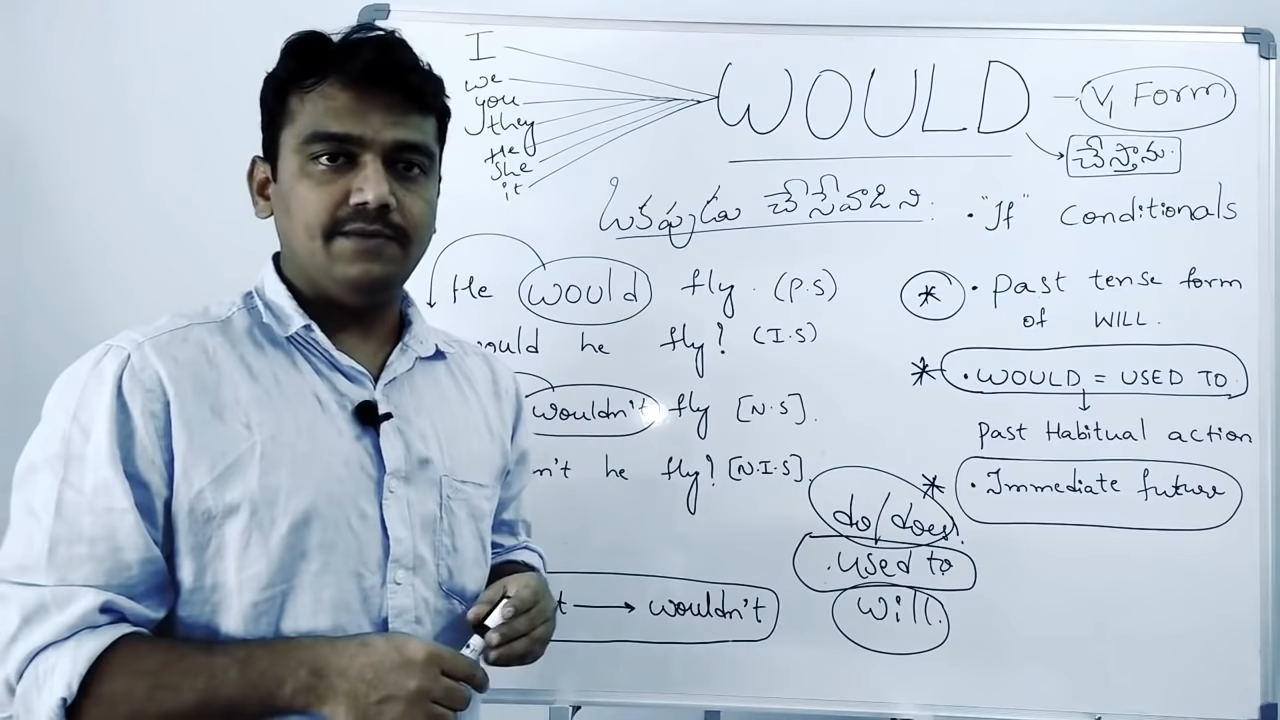 I
we
you
they
He
She
it
WOULD - V1 Form
చేస్తాను.
ఒకప్పుడు చేసేవాడిని.
He would fly. (P.S)
would he fly? (I.S)
wouldn't fly [N.S].
n't he fly? [N.I.S].
t → wouldn't
• "If" conditionals
* • Past tense form
of WILL.
* • WOULD = USED TO.
Past Habitual action
* • Immediate future
do/does.
. used to
will.